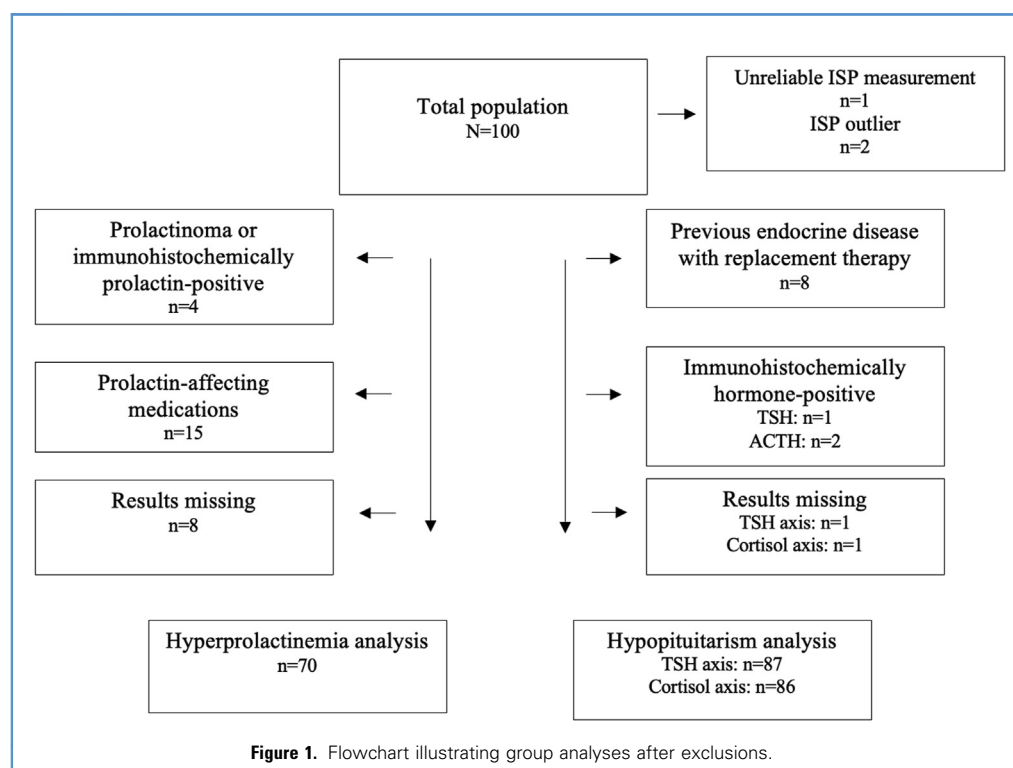 Total population
N=100
Unreliable ISP measurement
n=1
ISP outlier
n=2
Prolactinoma or
immunohistochemically
prolactin-positive
n=4
Previous endocrine disease
with replacement therapy
n=8
Prolactin-affecting
medications
n=15
Immunohistochemically
hormone-positive
TSH: n=1
ACTH: n=2
Results missing
n=8
Results missing
TSH axis: n=1
Cortisol axis: n=1
Hyperprolactinemia analysis
n=70
Hypopituitarism analysis
TSH axis: n=87
Cortisol axis: n=86
Figure 1. Flowchart illustrating group analyses after exclusions.